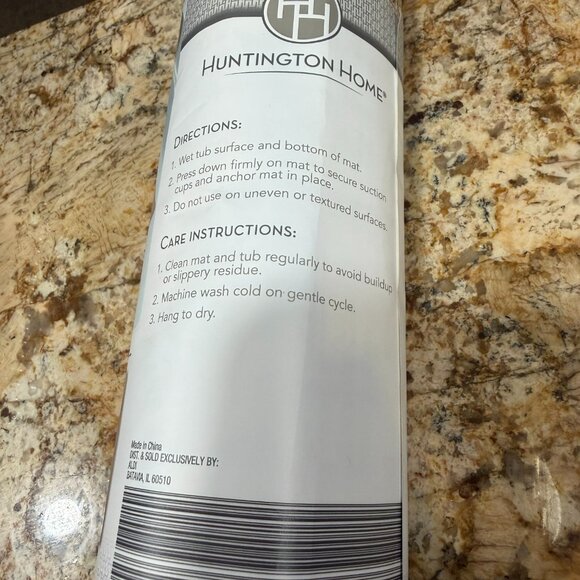 HUNTINGTON HOME®
DIRECTIONS:
1. Wet tub surface and bottom of mat.
2. Press down firmly on mat to secure suction
cups and anchor mat in place.
3. Do not use on uneven or textured surfaces.
CARE INSTRUCTIONS:
1. Clean mat and tub regularly to avoid buildup
or slippery residue.
2. Machine wash cold on gentle cycle.
3. Hang to dry.
Made in China
DIST. & SOLD EXCLUSIVELY BY:
ALDI
BATAVIA, IL 60510